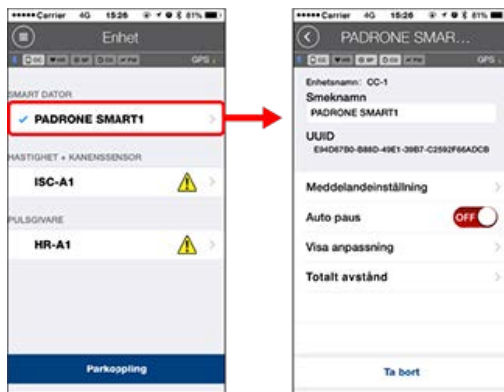 Carrier 4G 15:26 81%
Enhet
GPS
SMART DATOR
PADRONE SMART1
HASTIGHET + KANENSSENSOR
ISC-A1
PULSGIVARE
HR-A1
Parkoppling
Carrier 4G 15:26 81%
PADRONE SMAR...
GPS
Enhetsnamn: CC-1
Smeknamn
PADRONE SMART1
UUID
E94D67B0-B88D-49E1-39B7-C2592F66ADCB
Meddelandeinställning
Auto paus OFF
Visa anpassning
Totalt avstånd
Ta bort